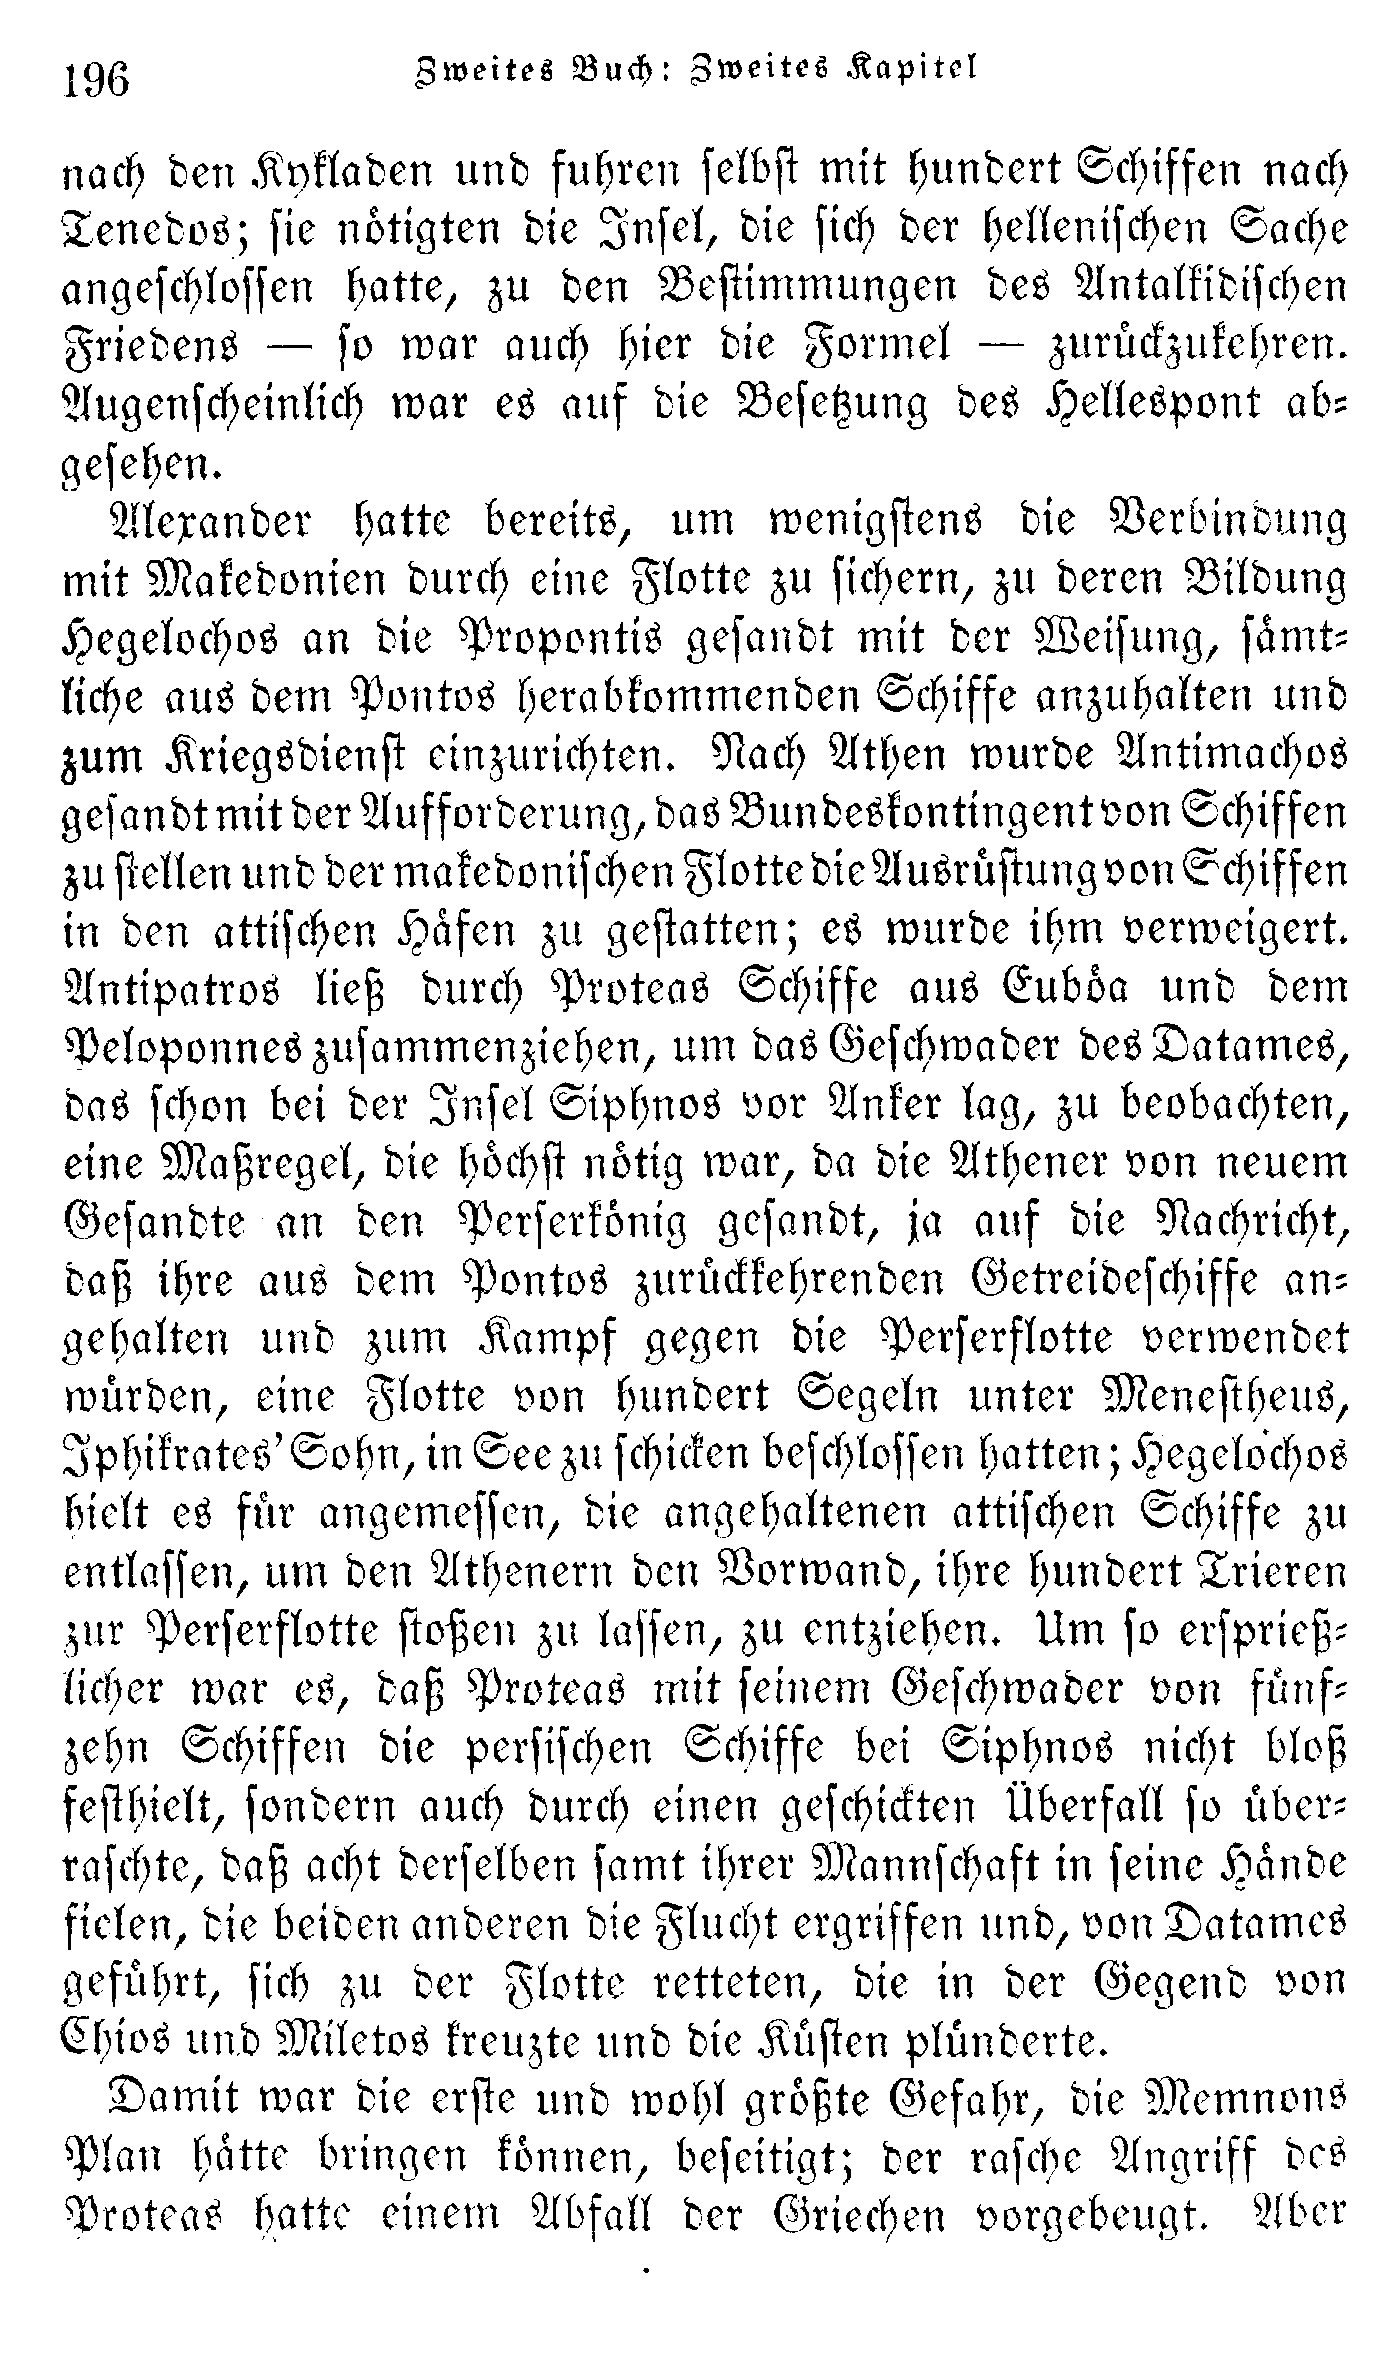 196
Zweites Buch: Zweites Kapitel
nach den Kykladen und fuhren selbst mit hundert Schiffen nach
Tenedos; sie nötigten die Insel, die sich der hellenischen Sache
angeschlossen hatte, zu den Bestimmungen des Antalkidischen
Friedens — so war auch hier die Formel — zurückzukehren.
Augenscheinlich war es auf die Besetzung des Hellespont ab-
gesehen.
Alexander hatte bereits, um wenigstens die Verbindung
mit Makedonien durch eine Flotte zu sichern, zu deren Bildung
Hegelochos an die Propontis gesandt mit der Weisung, sämt-
liche aus dem Pontos herabkommenden Schiffe anzuhalten und
zum Kriegsdienst einzurichten. Nach Athen wurde Antimachos
gesandt mit der Aufforderung, das Bundeskontingent von Schiffen
zu stellen und der makedonischen Flotte die Ausrüstung von Schiffen
in den attischen Häfen zu gestatten; es wurde ihm verweigert.
Antipatros ließ durch Proteas Schiffe aus Euböa und dem
Peloponnes zusammenziehen, um das Geschwader des Datames,
das schon bei der Insel Siphnos vor Anker lag, zu beobachten,
eine Maßregel, die höchst nötig war, da die Athener von neuem
Gesandte an den Perserkönig gesandt, ja auf die Nachricht,
daß ihre aus dem Pontos zurückkehrenden Getreideschiffe an-
gehalten und zum Kampf gegen die Perserflotte verwendet
würden, eine Flotte von hundert Segeln unter Menestheus,
Iphikrates' Sohn, in See zu schicken beschlossen hatten; Hegelochos
hielt es für angemessen, die angehaltenen attischen Schiffe zu
entlassen, um den Athenern den Vorwand, ihre hundert Trieren
zur Perserflotte stoßen zu lassen, zu entziehen. Um so ersprieß-
licher war es, daß Proteas mit seinem Geschwader von fünf-
zehn Schiffen die persischen Schiffe bei Siphnos nicht bloß
festhielt, sondern auch durch einen geschickten Überfall so über-
raschte, daß acht derselben samt ihrer Mannschaft in seine Hände
fielen, die beiden anderen die Flucht ergriffen und, von Datames
geführt, sich zu der Flotte retteten, die in der Gegend von
Chios und Miletos kreuzte und die Küsten plünderte.
Damit war die erste und wohl größte Gefahr, die Memnons
Plan hätte bringen können, beseitigt; der rasche Angriff des
Proteas hatte einem Abfall der Griechen vorgebeugt. Aber